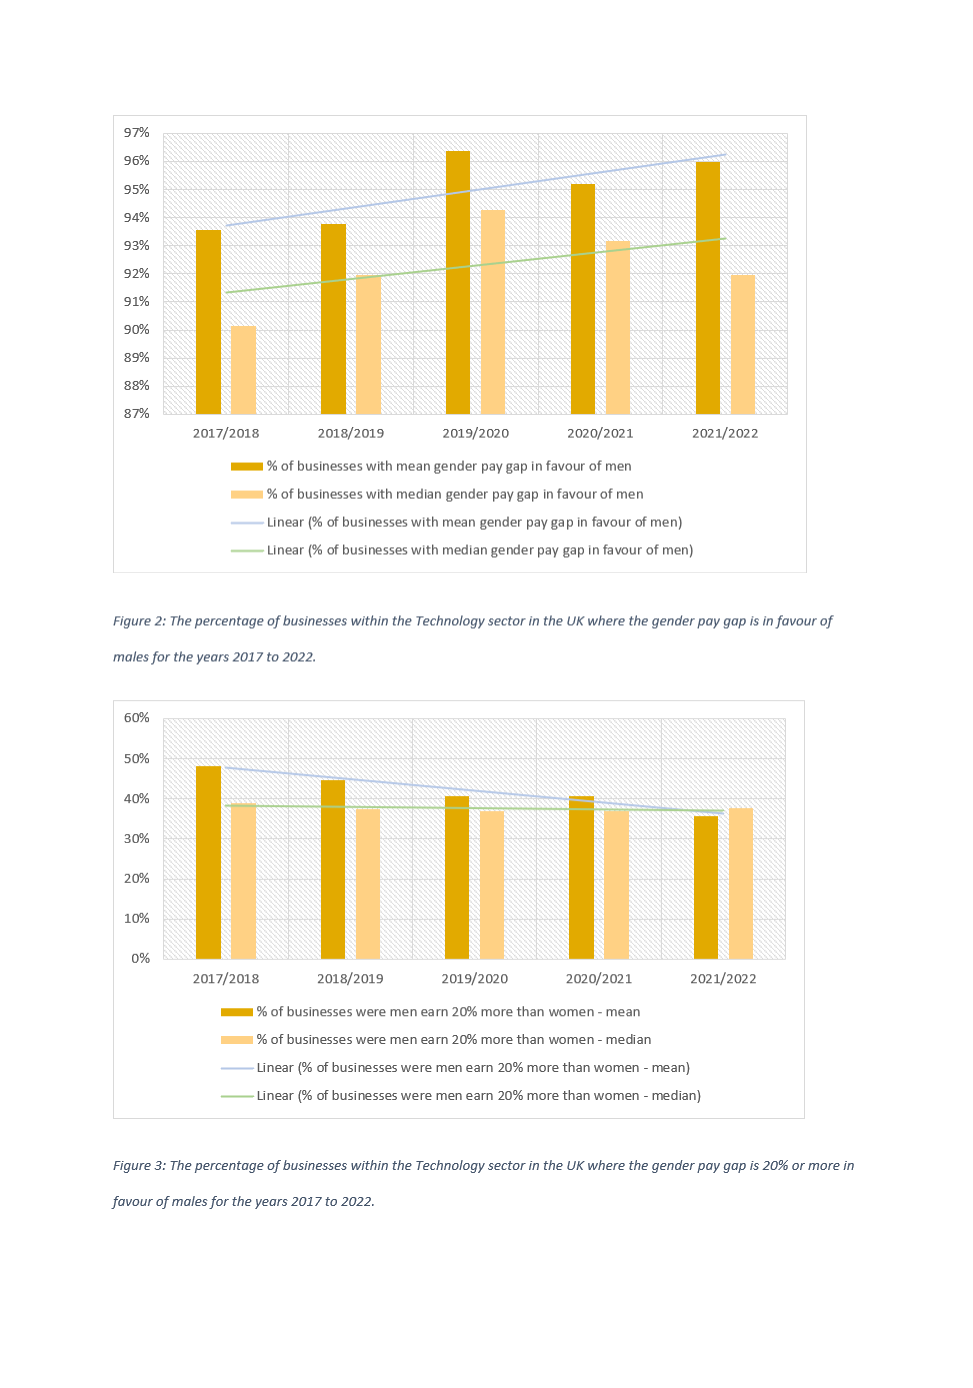 97%
96%
95%
94%
93%
92%
91%
90%
89%
88%
87%
2017/2018 2018/2019 2019/2020 2020/2021 2021/2022
% of businesses with mean gender pay gap in favour of men
% of businesses with median gender pay gap in favour of men
Linear (% of businesses with mean gender pay gap in favour of men)
Linear (% of businesses with median gender pay gap in favour of men)
Figure 2: The percentage of businesses within the Technology sector in the UK where the gender pay gap is in favour of
males for the years 2017 to 2022.
60%
50%
40%
30%
20%
10%
0%
2017/2018 2018/2019 2019/2020 2020/2021 2021/2022
% of businesses were men earn 20% more than women - mean
% of businesses were men earn 20% more than women - median
Linear (% of businesses were men earn 20% more than women - mean)
Linear (% of businesses were men earn 20% more than women - median)
Figure 3: The percentage of businesses within the Technology sector in the UK where the gender pay gap is 20% or more in
favour of males for the years 2017 to 2022.